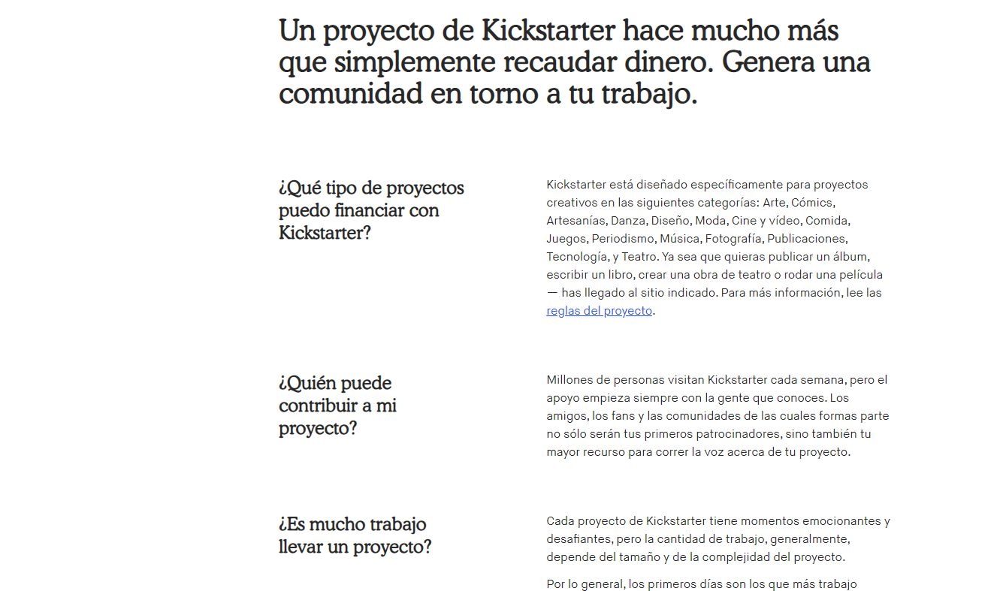 Un proyecto de Kickstarter hace mucho más
que simplemente recaudar dinero. Genera una
comunidad en torno a tu trabajo.
¿Qué tipo de proyectos
puedo financiar con
Kickstarter?
Kickstarter está diseñado específicamente para proyectos
creativos en las siguientes categorías: Arte, Cómics,
Artesanías, Danza, Diseño, Moda, Cine y vídeo, Comida,
Juegos, Periodismo, Música, Fotografía, Publicaciones,
Tecnología, y Teatro. Ya sea que quieras publicar un álbum,
escribir un libro, crear una obra de teatro o rodar una película
— has llegado al sitio indicado. Para más información, lee las
reglas del proyecto.
¿Quién puede
contribuir a mi
proyecto?
Millones de personas visitan Kickstarter cada semana, pero el
apoyo empieza siempre con la gente que conoces. Los
amigos, los fans y las comunidades de las cuales formas parte
no sólo serán tus primeros patrocinadores, sino también tu
mayor recurso para correr la voz acerca de tu proyecto.
¿Es mucho trabajo
llevar un proyecto?
Cada proyecto de Kickstarter tiene momentos emocionantes y
desafiantes, pero la cantidad de trabajo, generalmente,
depende del tamaño y de la complejidad del proyecto.
Por lo general, los primeros días son los que más trabajo